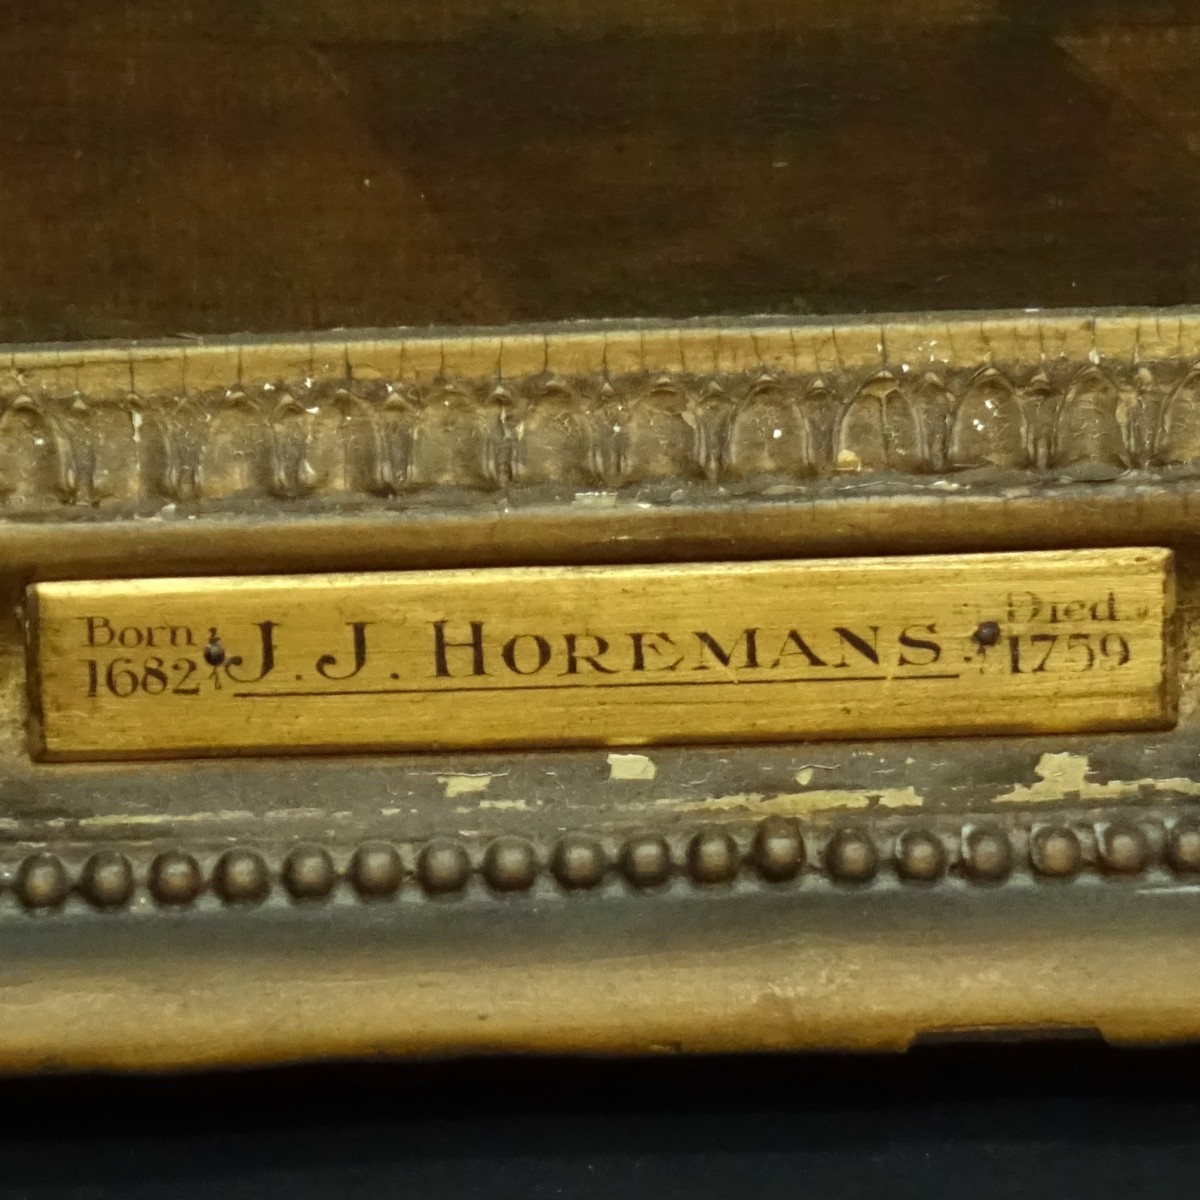 Born
1682
J. J. HOREMANS
Died
1759